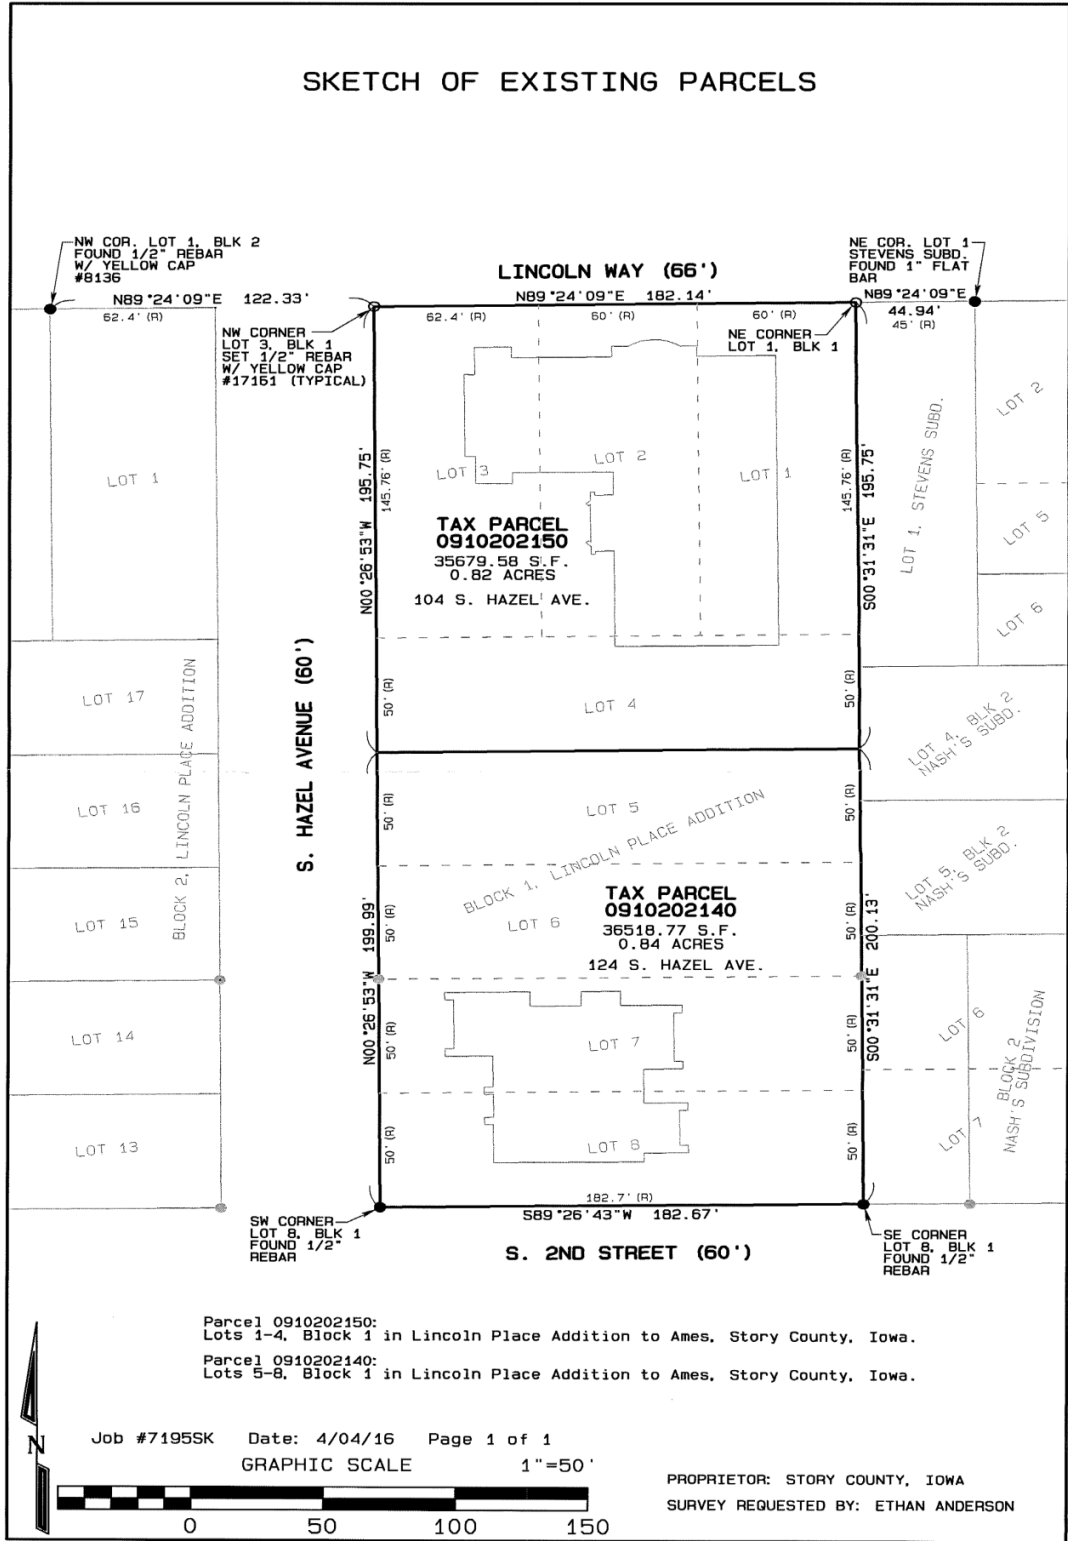 SKETCH OF EXISTING PARCELS
NW COR. LOT 1, BLK 2
FOUND 1/2" REBAR
W/ YELLOW CAP
#8136
NE COR. LOT 1
STEVENS SUBD.
FOUND 1" FLAT
BAR
LINCOLN WAY (66')
N89°24'09"E 122.33'
N89°24'09"E 182.14'
N89°24'09"E
44.94'
45' (R)
62.4' (R)
62.4' (R)
60' (R)
60' (R)
NW CORNER
LOT 3, BLK 1
SET 1/2" REBAR
W/ YELLOW CAP
#17161 (TYPICAL)
NE CORNER
LOT 1, BLK 1
LOT 1
LOT 3
LOT 2
LOT 1
LOT 1, STEVENS SUBD.
LOT 2
LOT 5
LOT 6
N00°26'53"W 195.75'
145.76' (R)
145.76' (R)
S00°31'31"E 195.75'
TAX PARCEL
0910202150
35679.58 S.F.
0.82 ACRES
104 S. HAZEL AVE.
S. HAZEL AVENUE (60')
LOT 17
LOT 16
LOT 15
LOT 14
LOT 13
BLOCK 2, LINCOLN PLACE ADDITION
50' (R)
LOT 4
50' (R)
LOT 4, BLK 2
NASH'S SUBD.
50' (R)
LOT 5
50' (R)
BLOCK 1, LINCOLN PLACE ADDITION
LOT 5, BLK 2
NASH'S SUBD.
TAX PARCEL
0910202140
36518.77 S.F.
0.84 ACRES
124 S. HAZEL AVE.
N00°26'53"W 199.99'
50' (R)
LOT 6
50' (R)
S00°31'31"E 200.13'
50' (R)
LOT 7
50' (R)
50' (R)
LOT 8
50' (R)
LOT 6
LOT 7
BLOCK 2
NASH'S SUBDIVISION
182.7' (R)
S89°26'43"W 182.67'
SW CORNER
LOT 8, BLK 1
FOUND 1/2"
REBAR
S. 2ND STREET (60')
SE CORNER
LOT 8, BLK 1
FOUND 1/2"
REBAR
Parcel 0910202150:
Lots 1-4, Block 1 in Lincoln Place Addition to Ames, Story County, Iowa.
Parcel 0910202140:
Lots 5-8, Block 1 in Lincoln Place Addition to Ames, Story County, Iowa.
N
Job #7195SK Date: 4/04/16 Page 1 of 1
GRAPHIC SCALE 1"=50'
0 50 100 150
PROPRIETOR: STORY COUNTY, IOWA
SURVEY REQUESTED BY: ETHAN ANDERSON